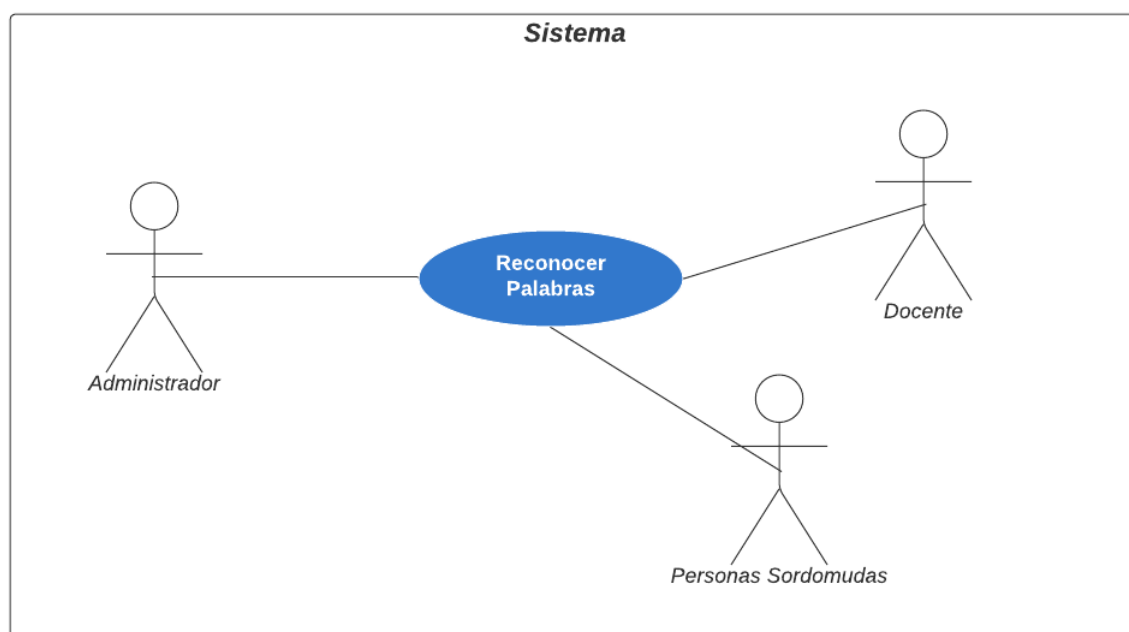 Sistema
Reconocer
Palabras
Docente
Administrador
Personas Sordomudas